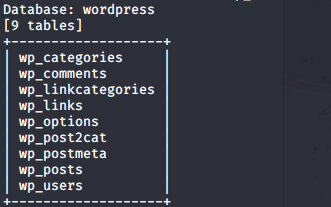 Database: wordpress
[9 tables]
+------------------+
| wp_categories |
| wp_comments |
| wp_linkcategories |
| wp_links |
| wp_options |
| wp_post2cat |
| wp_postmeta |
| wp_posts |
| wp_users |
+------------------+